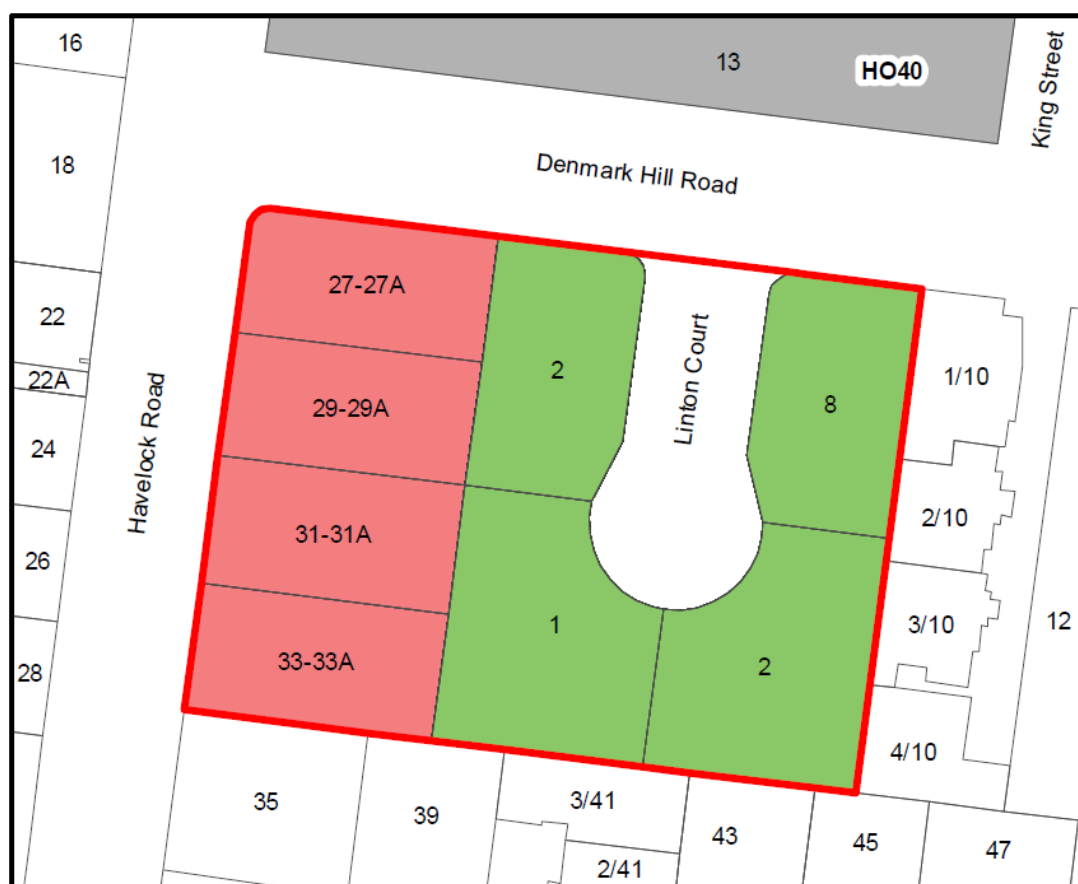 16
13
HO40
King Street
18
Denmark Hill Road
27-27A
22
22A
2
Linton Court
8
1/10
29-29A
24
Havelock Road
31-31A
2/10
26
3/10
12
1
33-33A
2
28
4/10
35
39
3/41
43
45
47
2/41